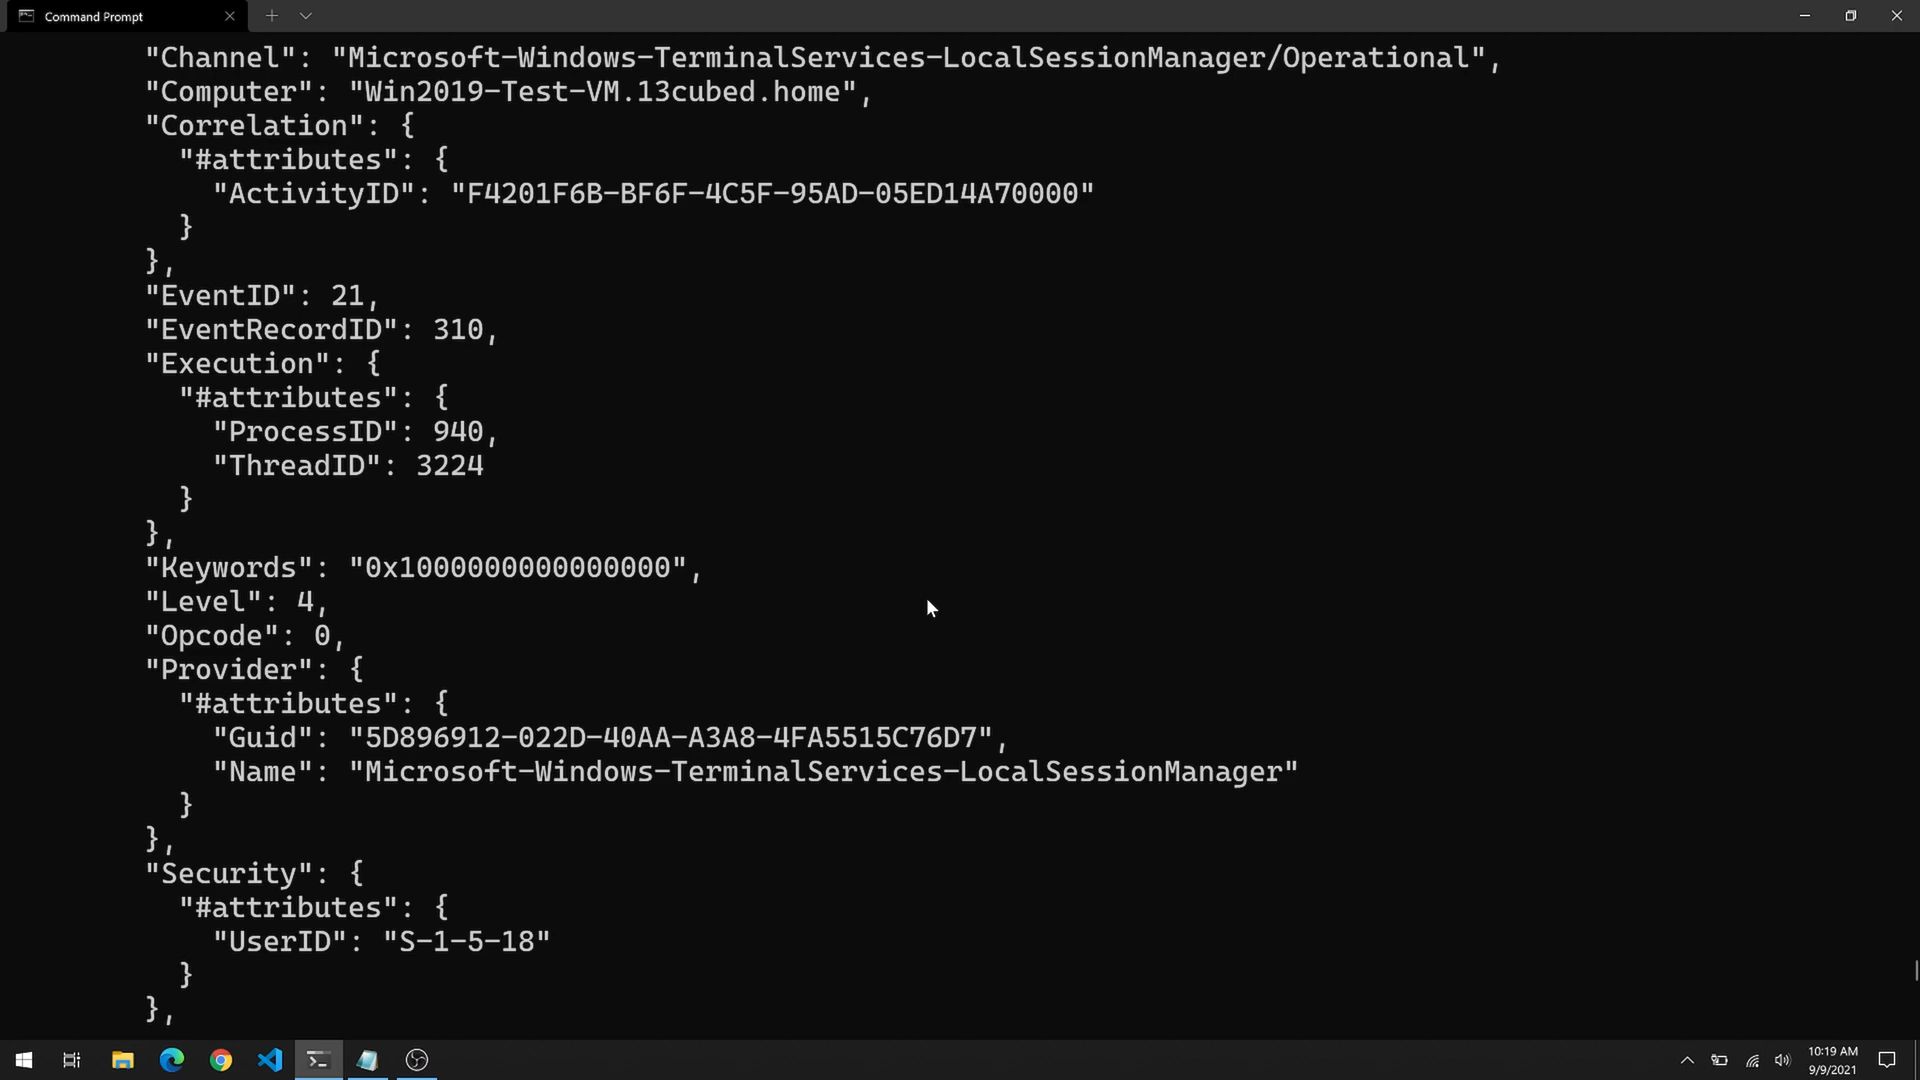 Command Prompt
"Channel": "Microsoft-Windows-TerminalServices-LocalSessionManager/Operational",
"Computer": "Win2019-Test-VM.13cubed.home",
"Correlation": {
"#attributes": {
"ActivityID": "F4201F6B-BF6F-4C5F-95AD-05ED14A70000"
}
},
"EventID": 21,
"EventRecordID": 310,
"Execution": {
"#attributes": {
"ProcessID": 940,
"ThreadID": 3224
}
},
"Keywords": "0x1000000000000000",
"Level": 4,
"Opcode": 0,
"Provider": {
"#attributes": {
"Guid": "5D896912-022D-40AA-A3A8-4FA5515C76D7",
"Name": "Microsoft-Windows-TerminalServices-LocalSessionManager"
}
},
"Security": {
"#attributes": {
"UserID": "S-1-5-18"
}
},
10:19 AM
9/9/2021